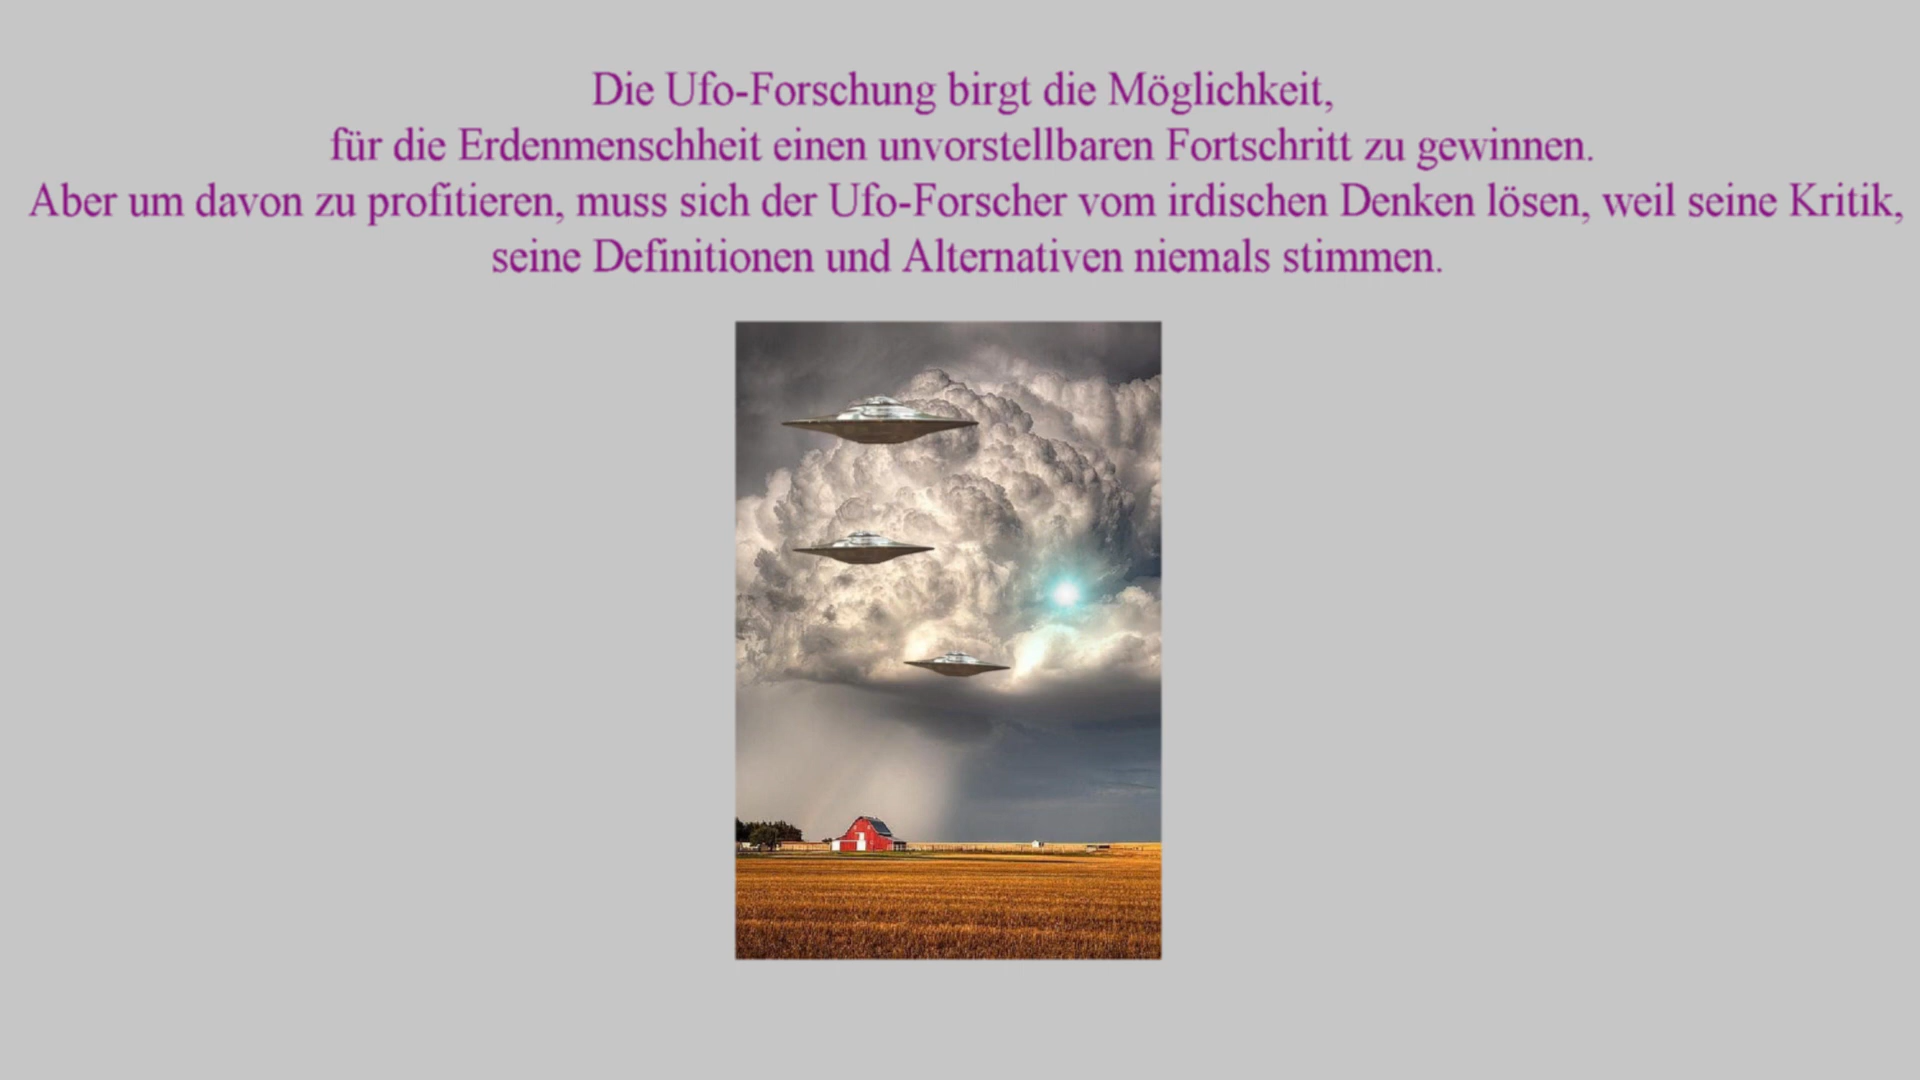 Die Ufo-Forschung birgt die Möglichkeit,
für die Erdenmenschheit einen unvorstellbaren Fortschritt zu gewinnen.
Aber um davon zu profitieren, muss sich der Ufo-Forscher vom irdischen Denken lösen, weil seine Kritik,
seine Definitionen und Alternativen niemals stimmen.